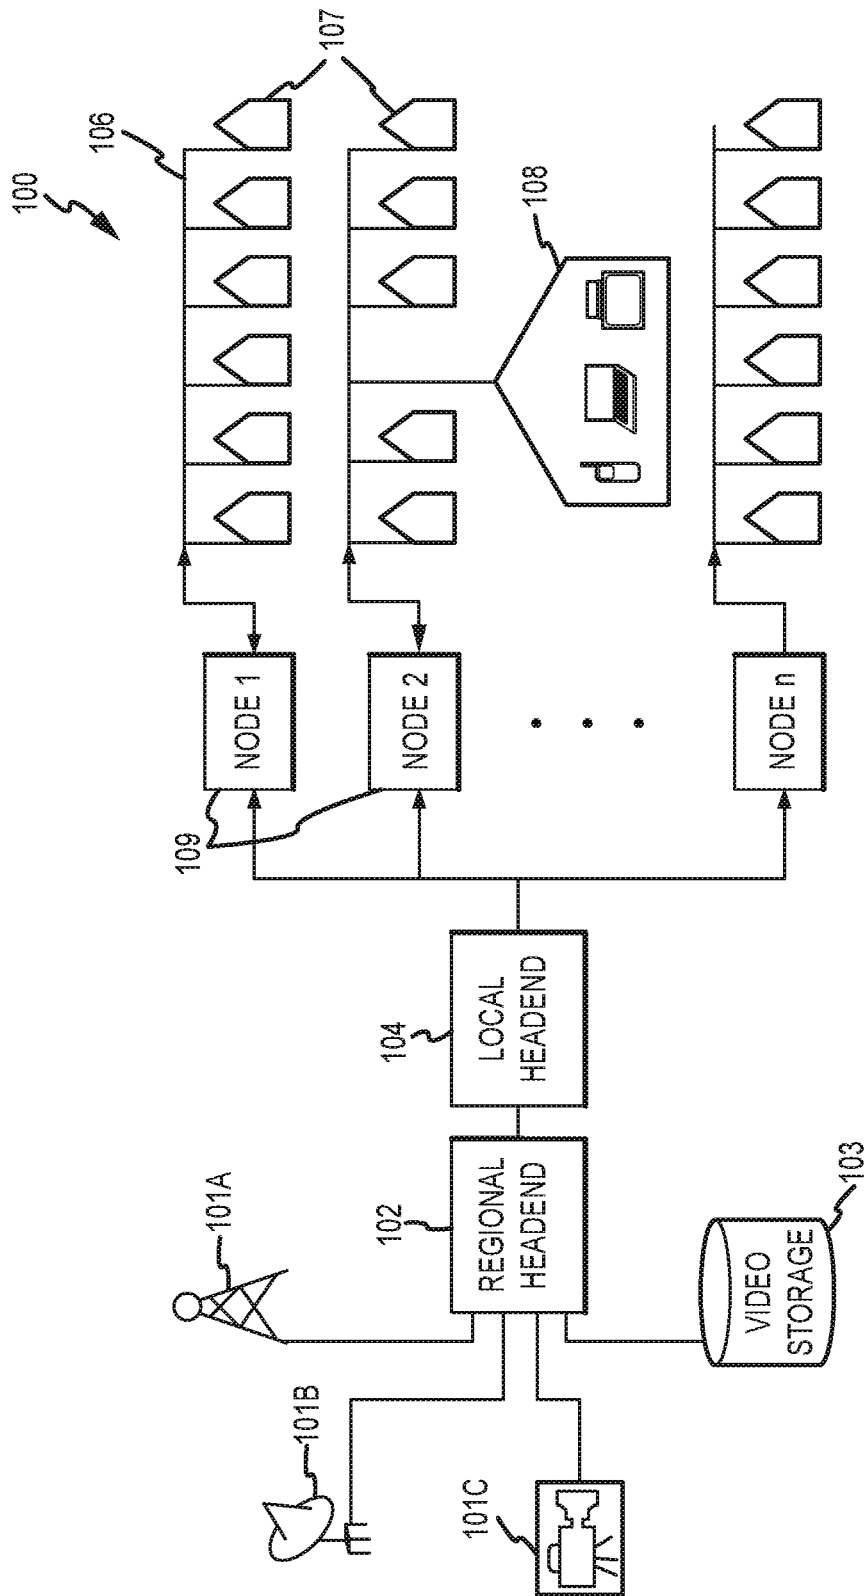 100
106
107
109
NODE 1
NODE 2
NODE n
108
101A
101B
101C
102
REGIONAL
HEADEND
104
LOCAL
HEADEND
VIDEO
STORAGE
103